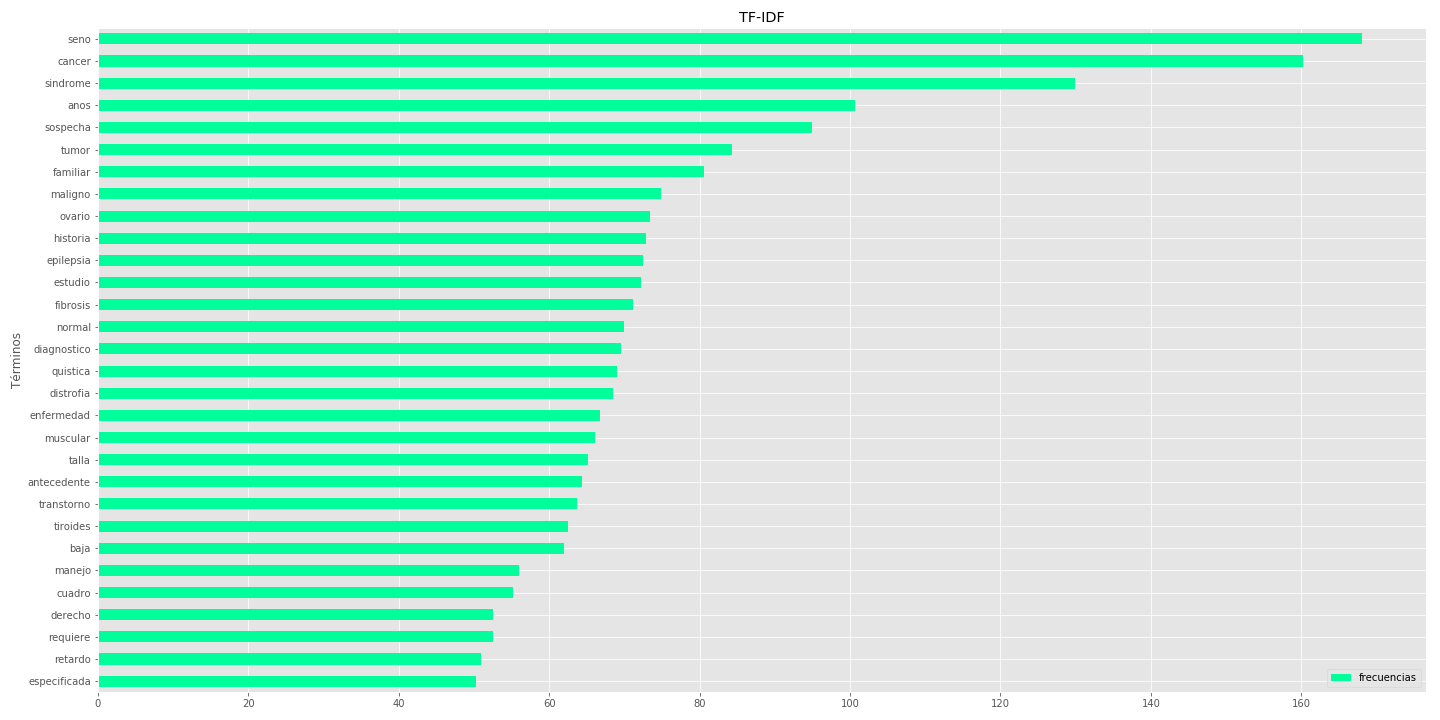 TF-IDF
seno
cancer
sindrome
anos
sospecha
tumor
familiar
maligno
ovario
historia
epilepsia
estudio
fibrosis
normal
diagnostico
quistica
distrofia
enfermedad
muscular
talla
antecedente
transtorno
tiroides
baja
manejo
cuadro
derecho
requiere
retardo
especificada
Términos
frecuencias
0 20 40 60 80 100 120 140 160